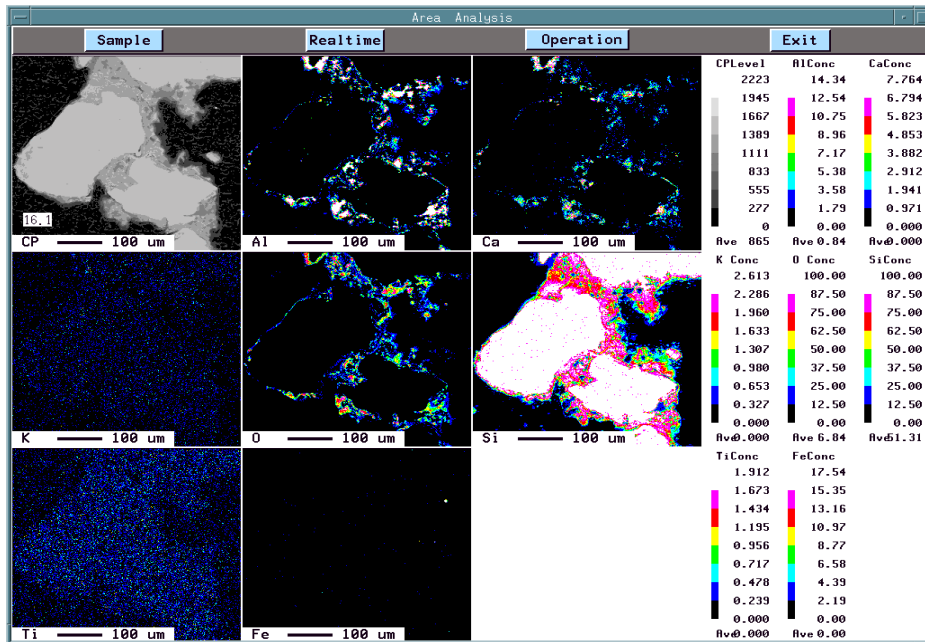 Area Analysis
Sample Realtime Operation Exit
16.1
CP 100 um
Al 100 um
Ca 100 um
K 100 um
O 100 um
Si 100 um
Ti 100 um
Fe 100 um
CPLevel
2223
1945
1667
1389
1111
833
555
277
0
Ave 865
AlConc
14.34
12.54
10.75
8.96
7.17
5.38
3.58
1.79
0.00
Ave 0.84
CaConc
7.764
6.794
5.823
4.853
3.882
2.912
1.941
0.971
0.000
Ave0.000
K Conc
2.613
2.286
1.960
1.633
1.307
0.980
0.653
0.327
0.000
Ave0.000
O Conc
100.00
87.50
75.00
62.50
50.00
37.50
25.00
12.50
0.00
Ave 6.84
SiConc
100.00
87.50
75.00
62.50
50.00
37.50
25.00
12.50
0.00
Ave51.31
TiConc
1.912
1.673
1.434
1.195
0.956
0.717
0.478
0.239
0.000
Ave0.000
FeConc
17.54
15.35
13.16
10.97
8.77
6.58
4.39
2.19
0.00
Ave 0.00